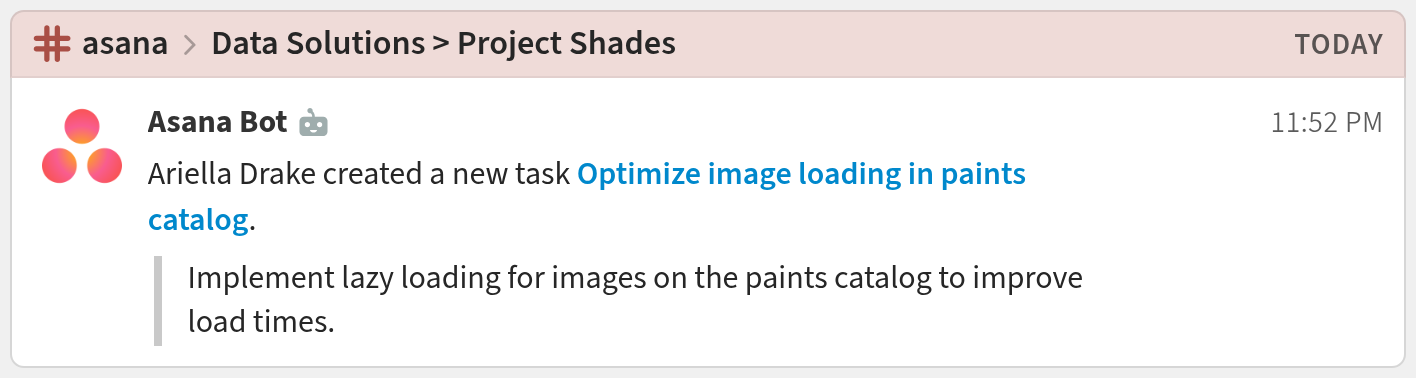 asana > Data Solutions > Project Shades TODAY
Asana Bot 11:52 PM
Ariella Drake created a new task Optimize image loading in paints
catalog.
Implement lazy loading for images on the paints catalog to improve
load times.